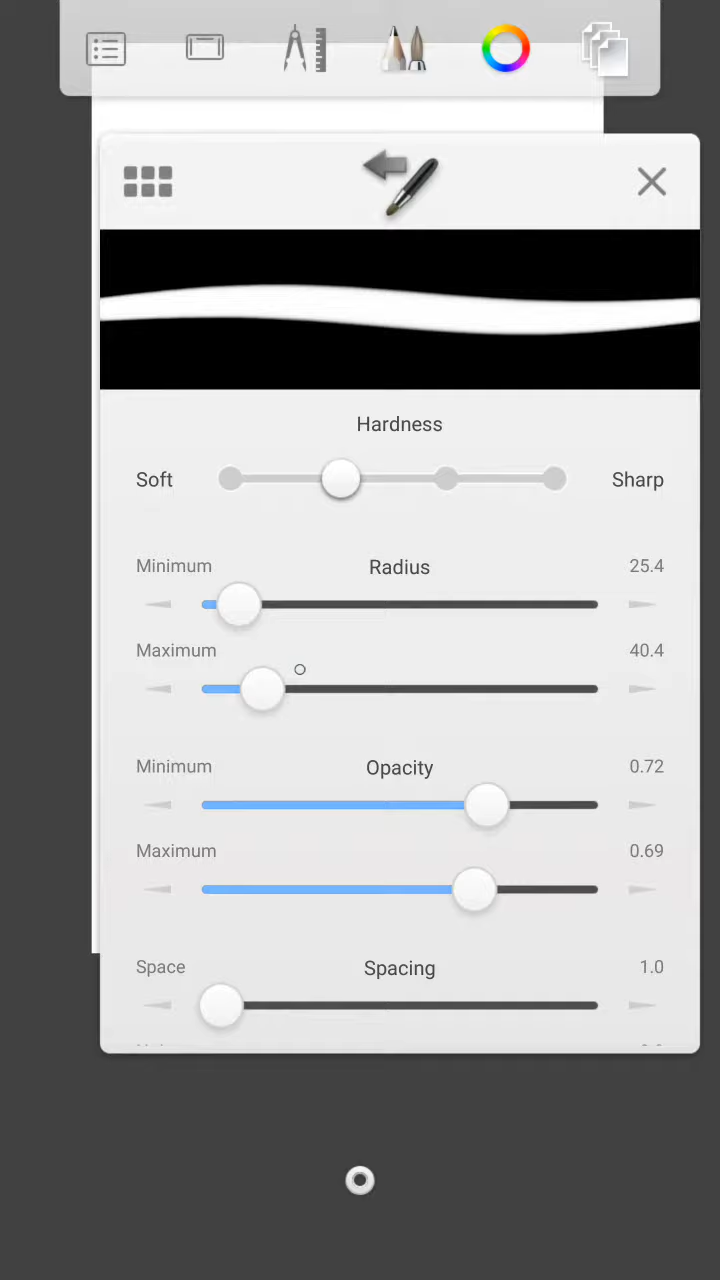 Hardness
Soft Sharp
Minimum Radius 25.4
Maximum 40.4
Minimum Opacity 0.72
Maximum 0.69
Space Spacing 1.0